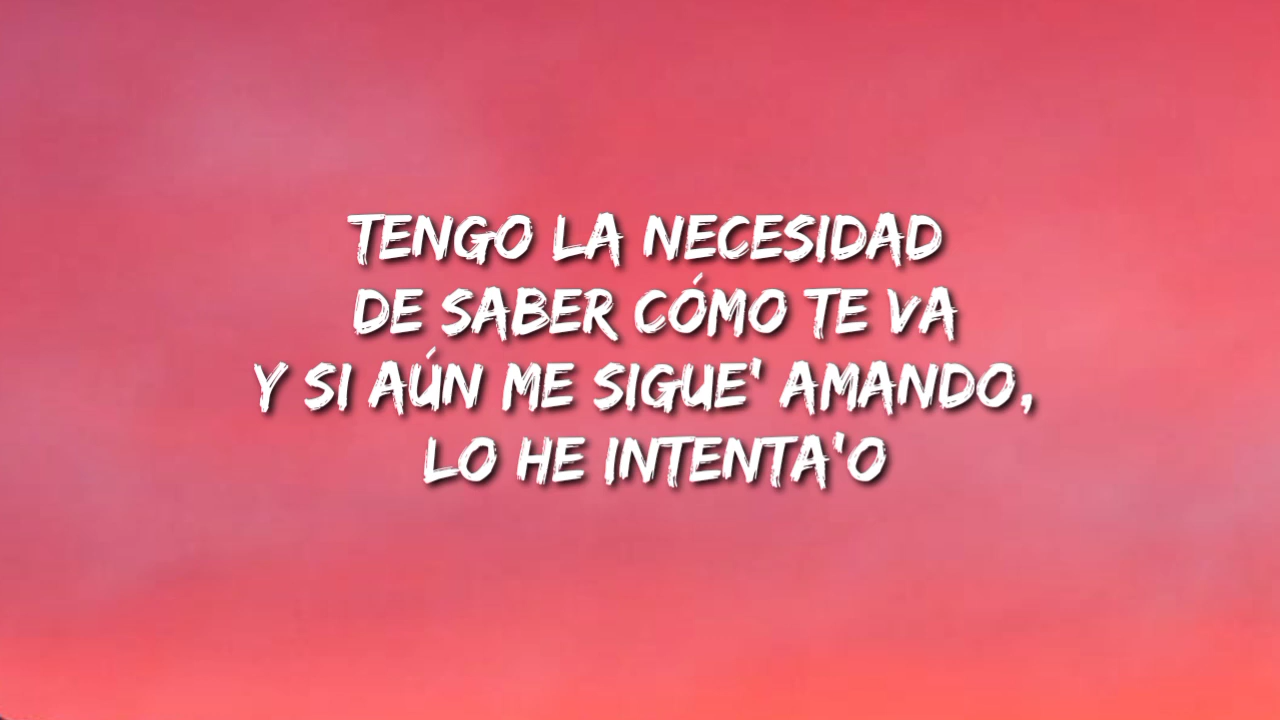 TENGO LA NECESIDAD
DE SABER CÓMO TE VA
Y SI AÚN ME SIGUE' AMANDO,
LO HE INTENTA'O